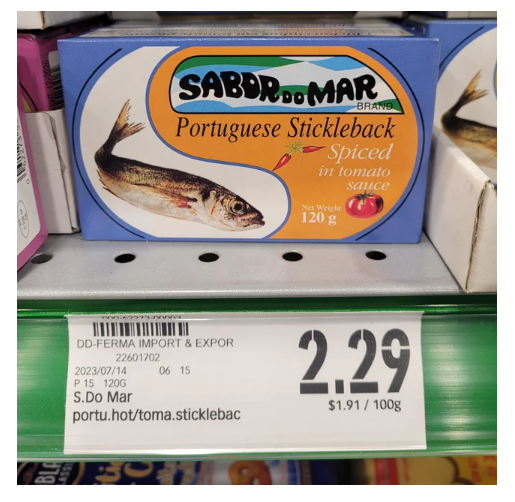 SABOR DO MAR
BRAND
Portuguese Stickleback
Spiced
in tomato
sauce
Net Weight
120 g
DD-FERMA IMPORT & EXPOR
22601702
2023/07/14 06 15
P 15 120G
S.Do Mar
portu.hot/toma.sticklebac
2.29
$1.91 / 100g